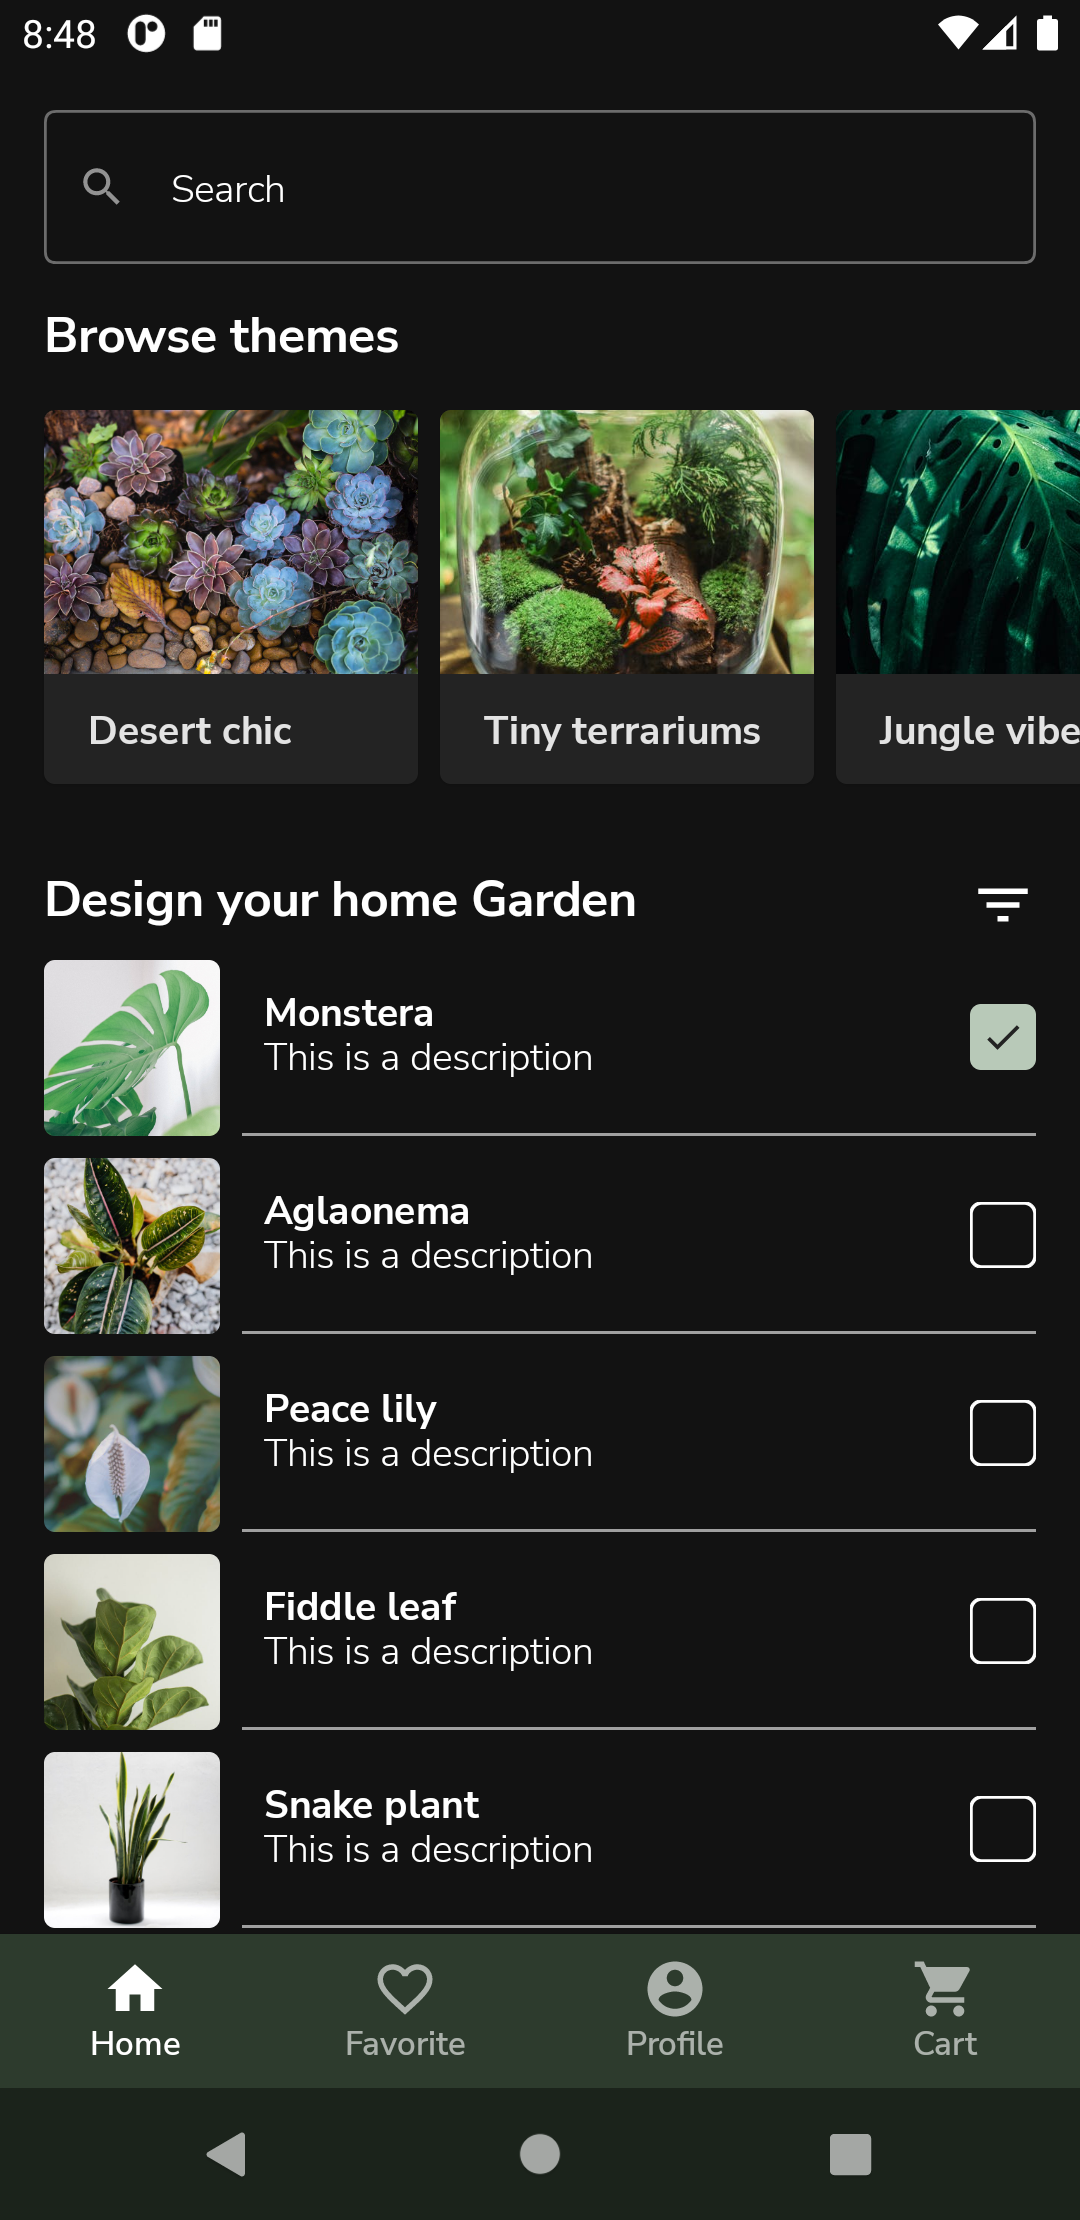 8:48
Search
Browse themes
Desert chic
Tiny terrariums
Jungle vibe
Design your home Garden
Monstera
This is a description
Aglaonema
This is a description
Peace lily
This is a description
Fiddle leaf
This is a description
Snake plant
This is a description
Home
Favorite
Profile
Cart